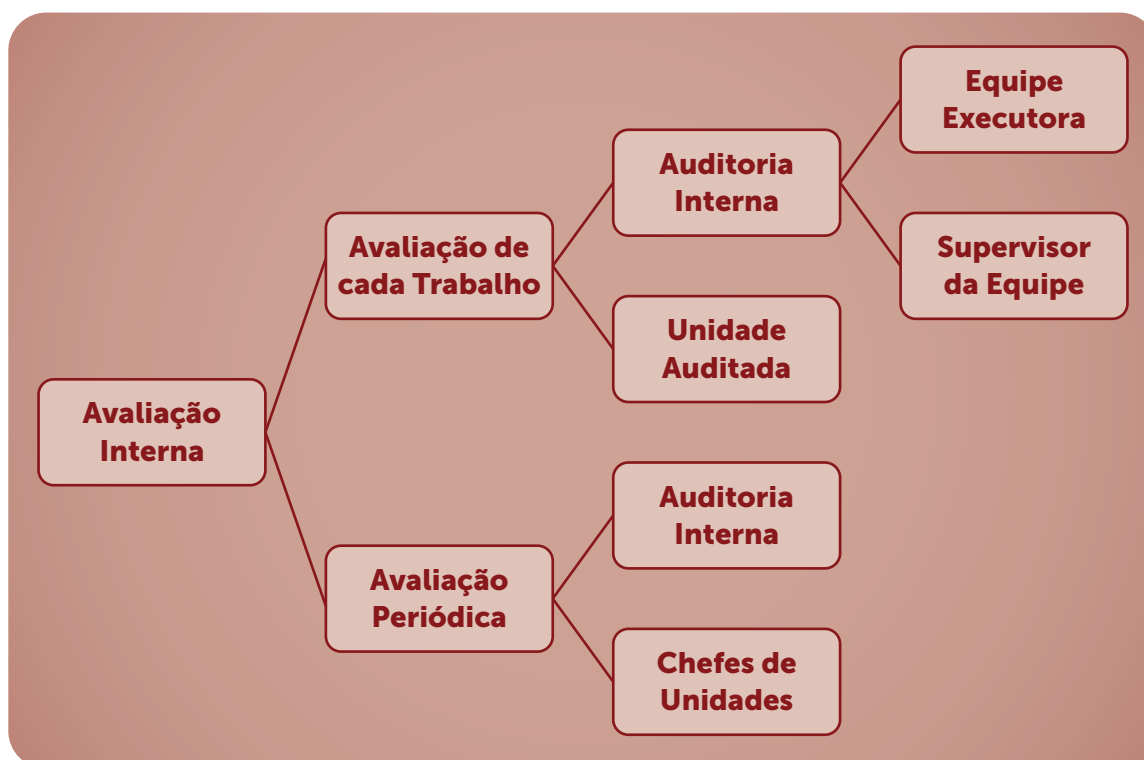 Avaliação
Interna
Avaliação de
cada Trabalho
Auditoria
Interna
Equipe
Executora
Supervisor
da Equipe
Unidade
Auditada
Avaliação
Periódica
Auditoria
Interna
Chefes de
Unidades